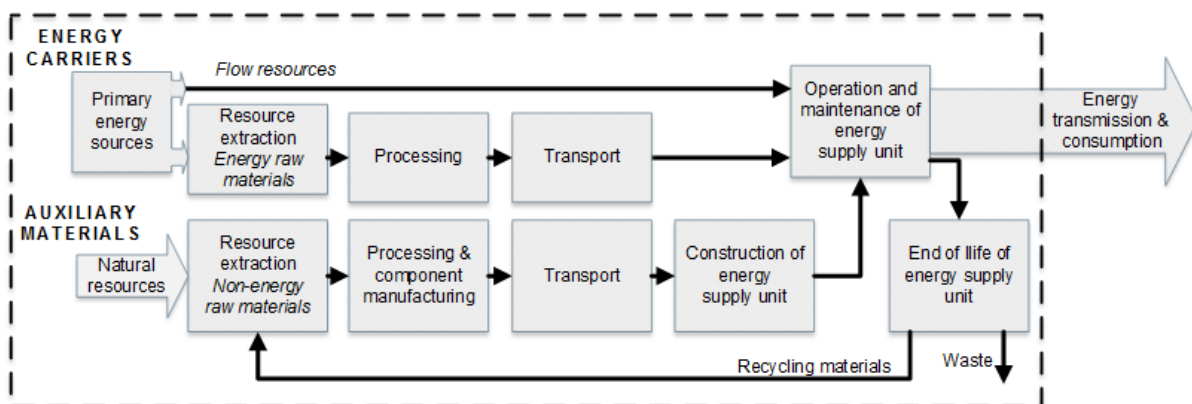 ENERGY
CARRIERS
Flow resources
Primary
energy
sources
Resource
extraction
Energy raw
materials
Processing
Transport
Operation and
maintenance of
energy
supply unit
Energy
transmission &
consumption
AUXILIARY
MATERIALS
Natural
resources
Resource
extraction
Non-energy
raw materials
Processing &
component
manufacturing
Transport
Construction of
energy
supply unit
End of llife of
energy supply
unit
Recycling materials
Waste